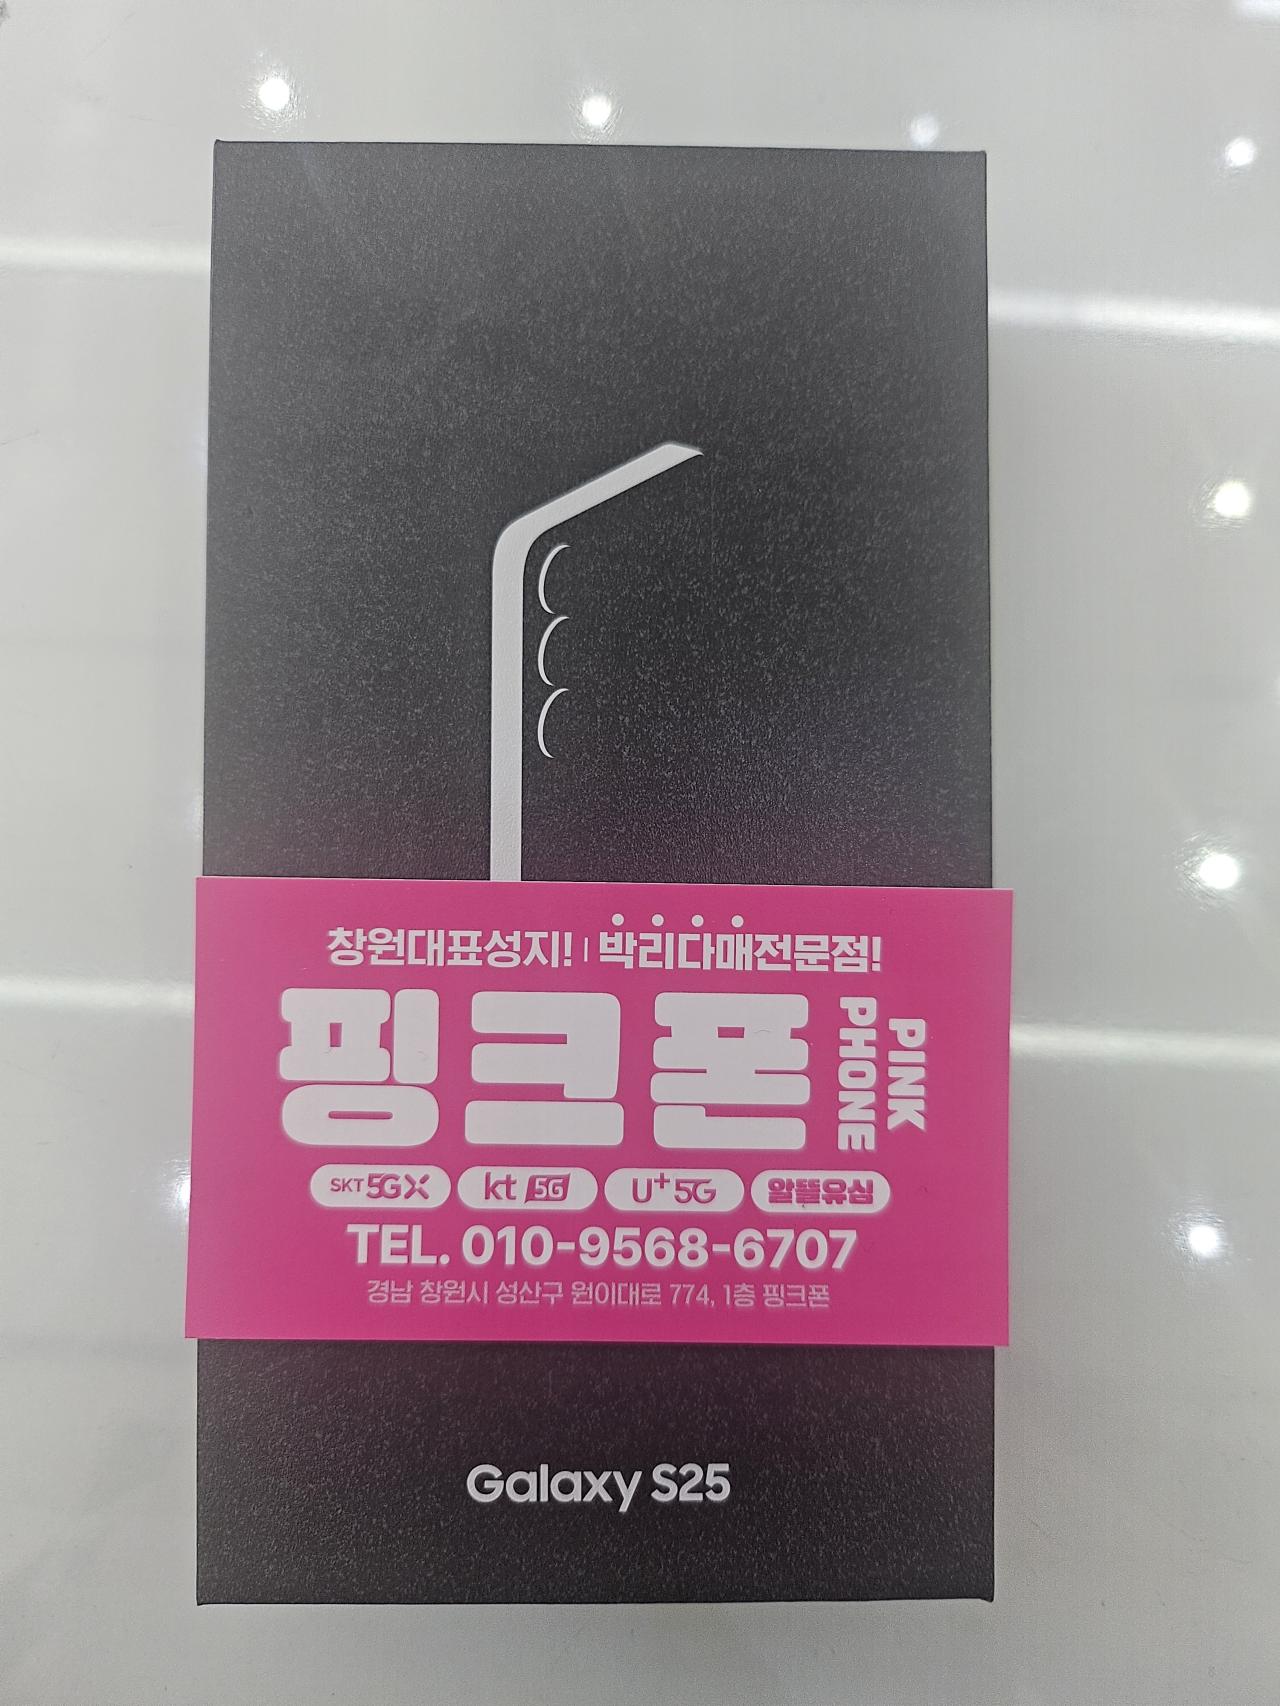 창원대표성지! | 박리다매전문점!
핑크폰 PINK PHONE
SKT 5GX kt 5G U+5G 알뜰유심
TEL. 010-9568-6707
경남 창원시 성산구 원이대로 774, 1층 핑크폰
Galaxy S25